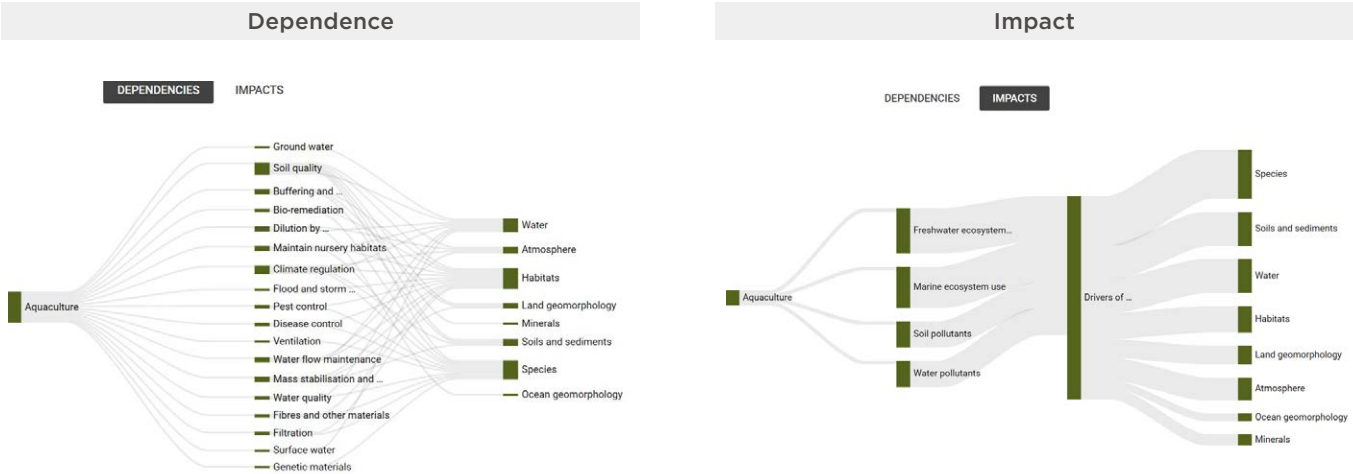 Dependence
DEPENDENCIES
IMPACTS
Ground water
Soil quality
Buffering and ...
Bio-remediation
Dilution by ...
Maintain nursery habitats
Climate regulation
Flood and storm ...
Pest control
Disease control
Ventilation
Water flow maintenance
Mass stabilisation and ...
Water quality
Fibres and other materials
Filtration
Surface water
Genetic materials
Aquaculture
Water
Atmosphere
Habitats
Land geomorphology
Minerals
Soils and sediments
Species
Ocean geomorphology
Impact
DEPENDENCIES
IMPACTS
Aquaculture
Freshwater ecosystem...
Marine ecosystem use
Soil pollutants
Water pollutants
Drivers of ...
Species
Soils and sediments
Water
Habitats
Land geomorphology
Atmosphere
Ocean geomorphology
Minerals